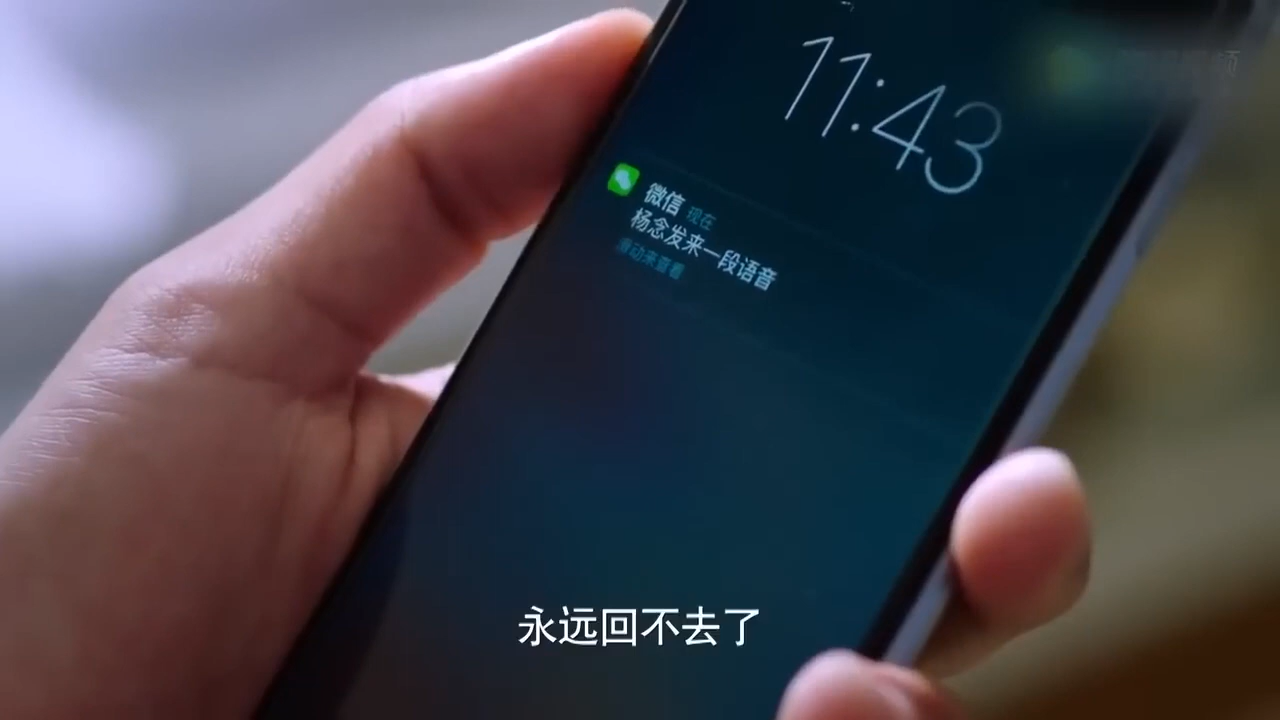 11:43
微信 现在
杨念发来一段语音
滑动来查看
永远回不去了